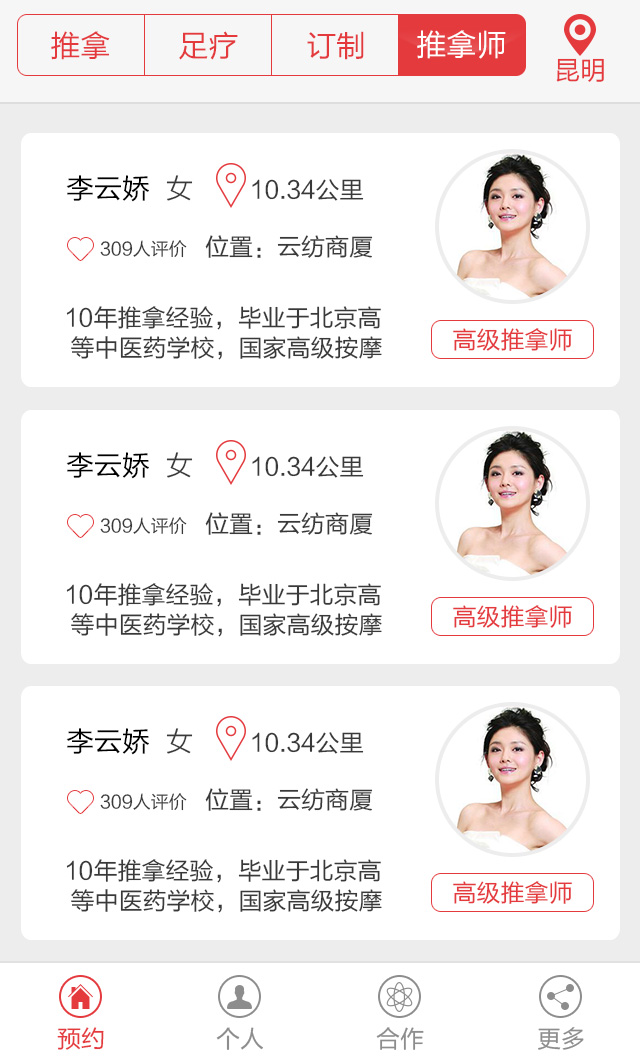 推拿 足疗 订制 推拿师
昆明
李云娇 女 10.34公里
309人评价 位置：云纺商厦
10年推拿经验，毕业于北京高
等中医药学校，国家高级按摩
高级推拿师
李云娇 女 10.34公里
309人评价 位置：云纺商厦
10年推拿经验，毕业于北京高
等中医药学校，国家高级按摩
高级推拿师
李云娇 女 10.34公里
309人评价 位置：云纺商厦
10年推拿经验，毕业于北京高
等中医药学校，国家高级按摩
高级推拿师
预约 个人 合作 更多